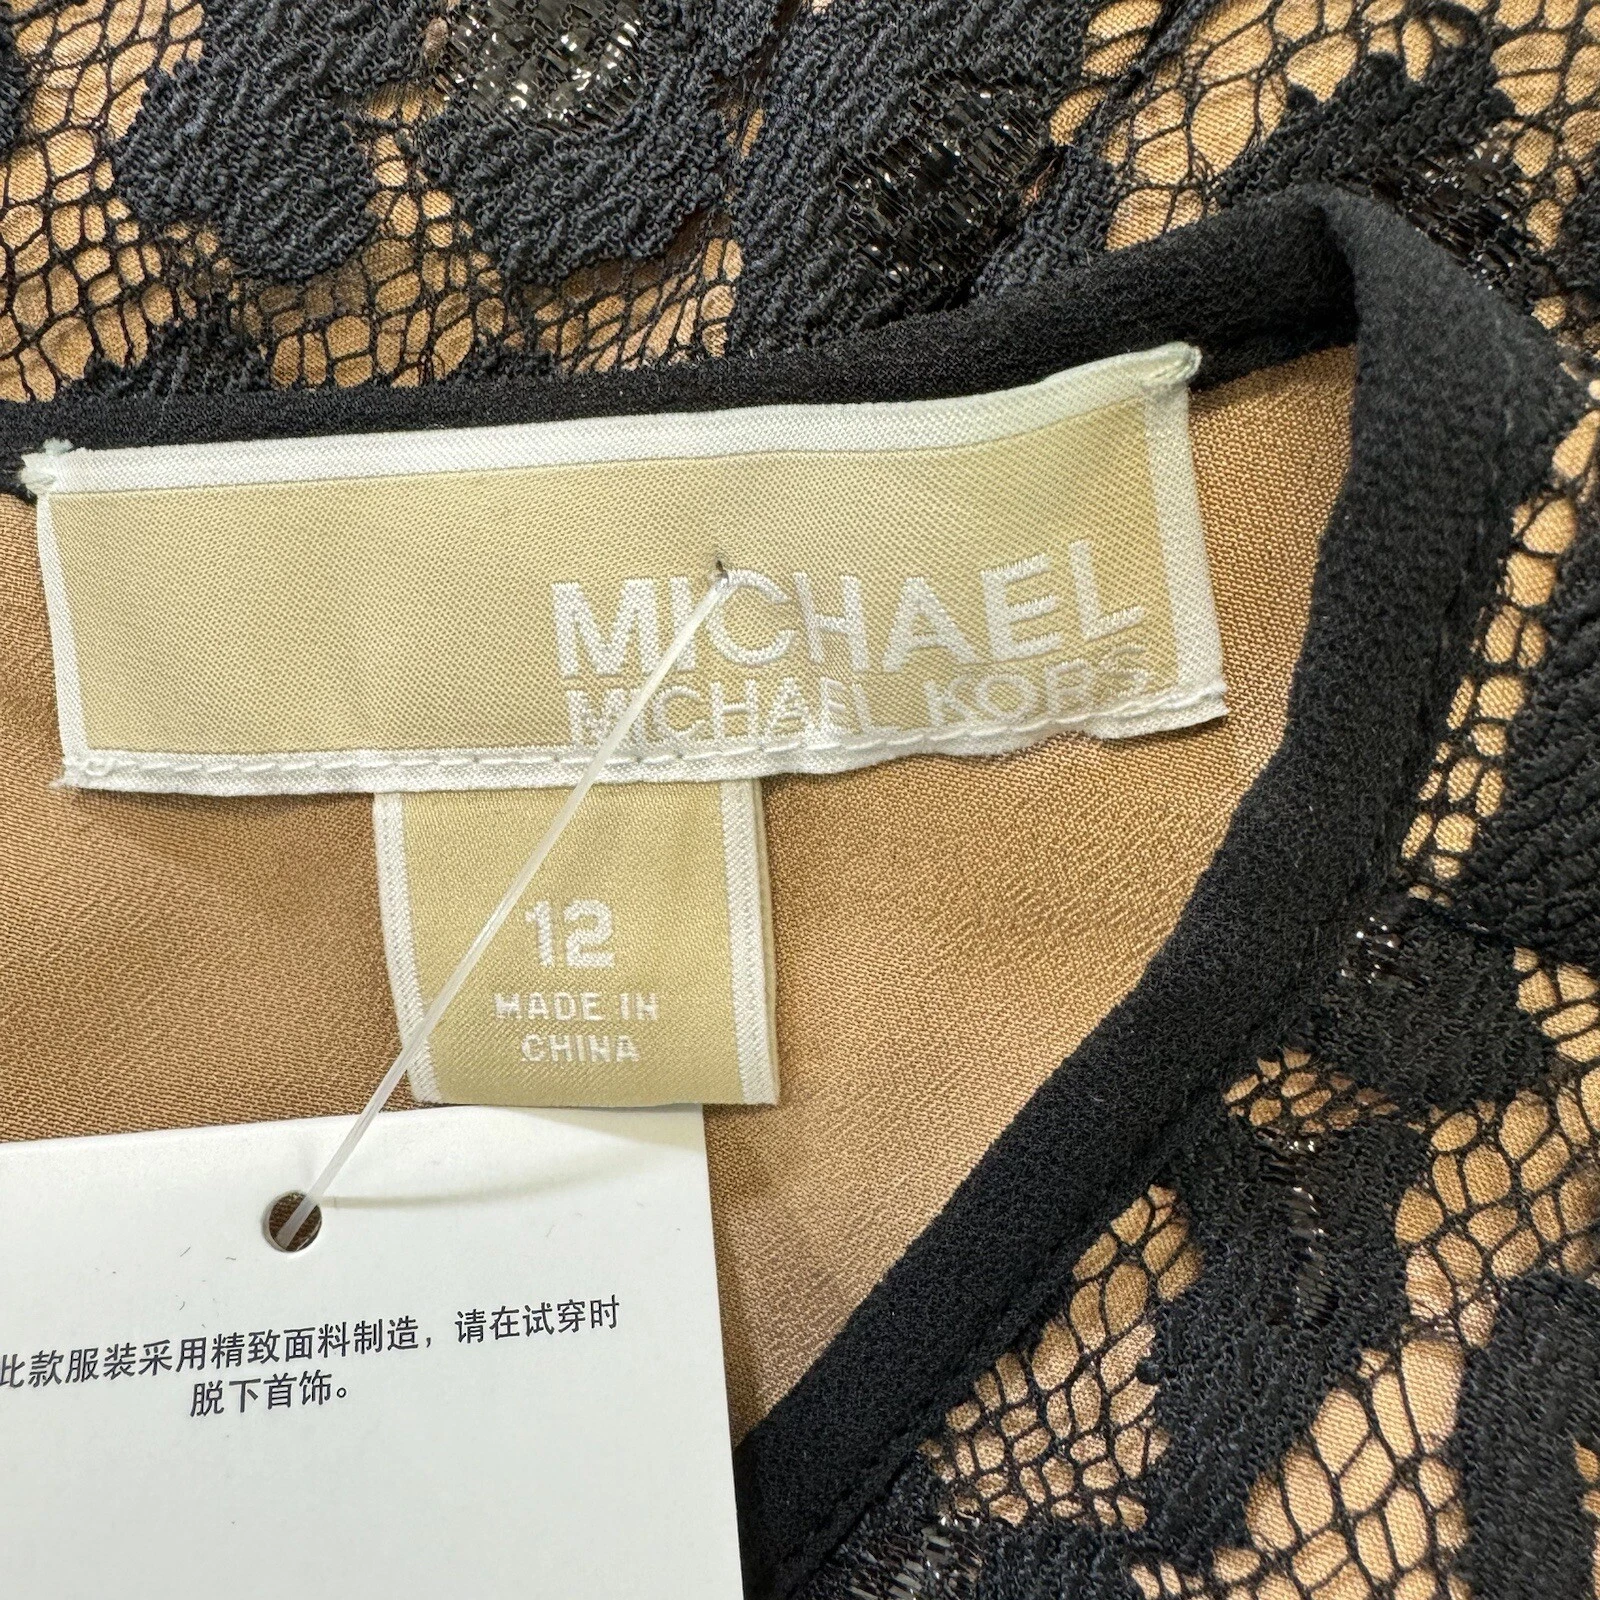 MICHAEL
MICHAEL KORS
12
MADE IN
CHINA
此款服装采用精致面料制造，请在试穿时
脱下首饰。